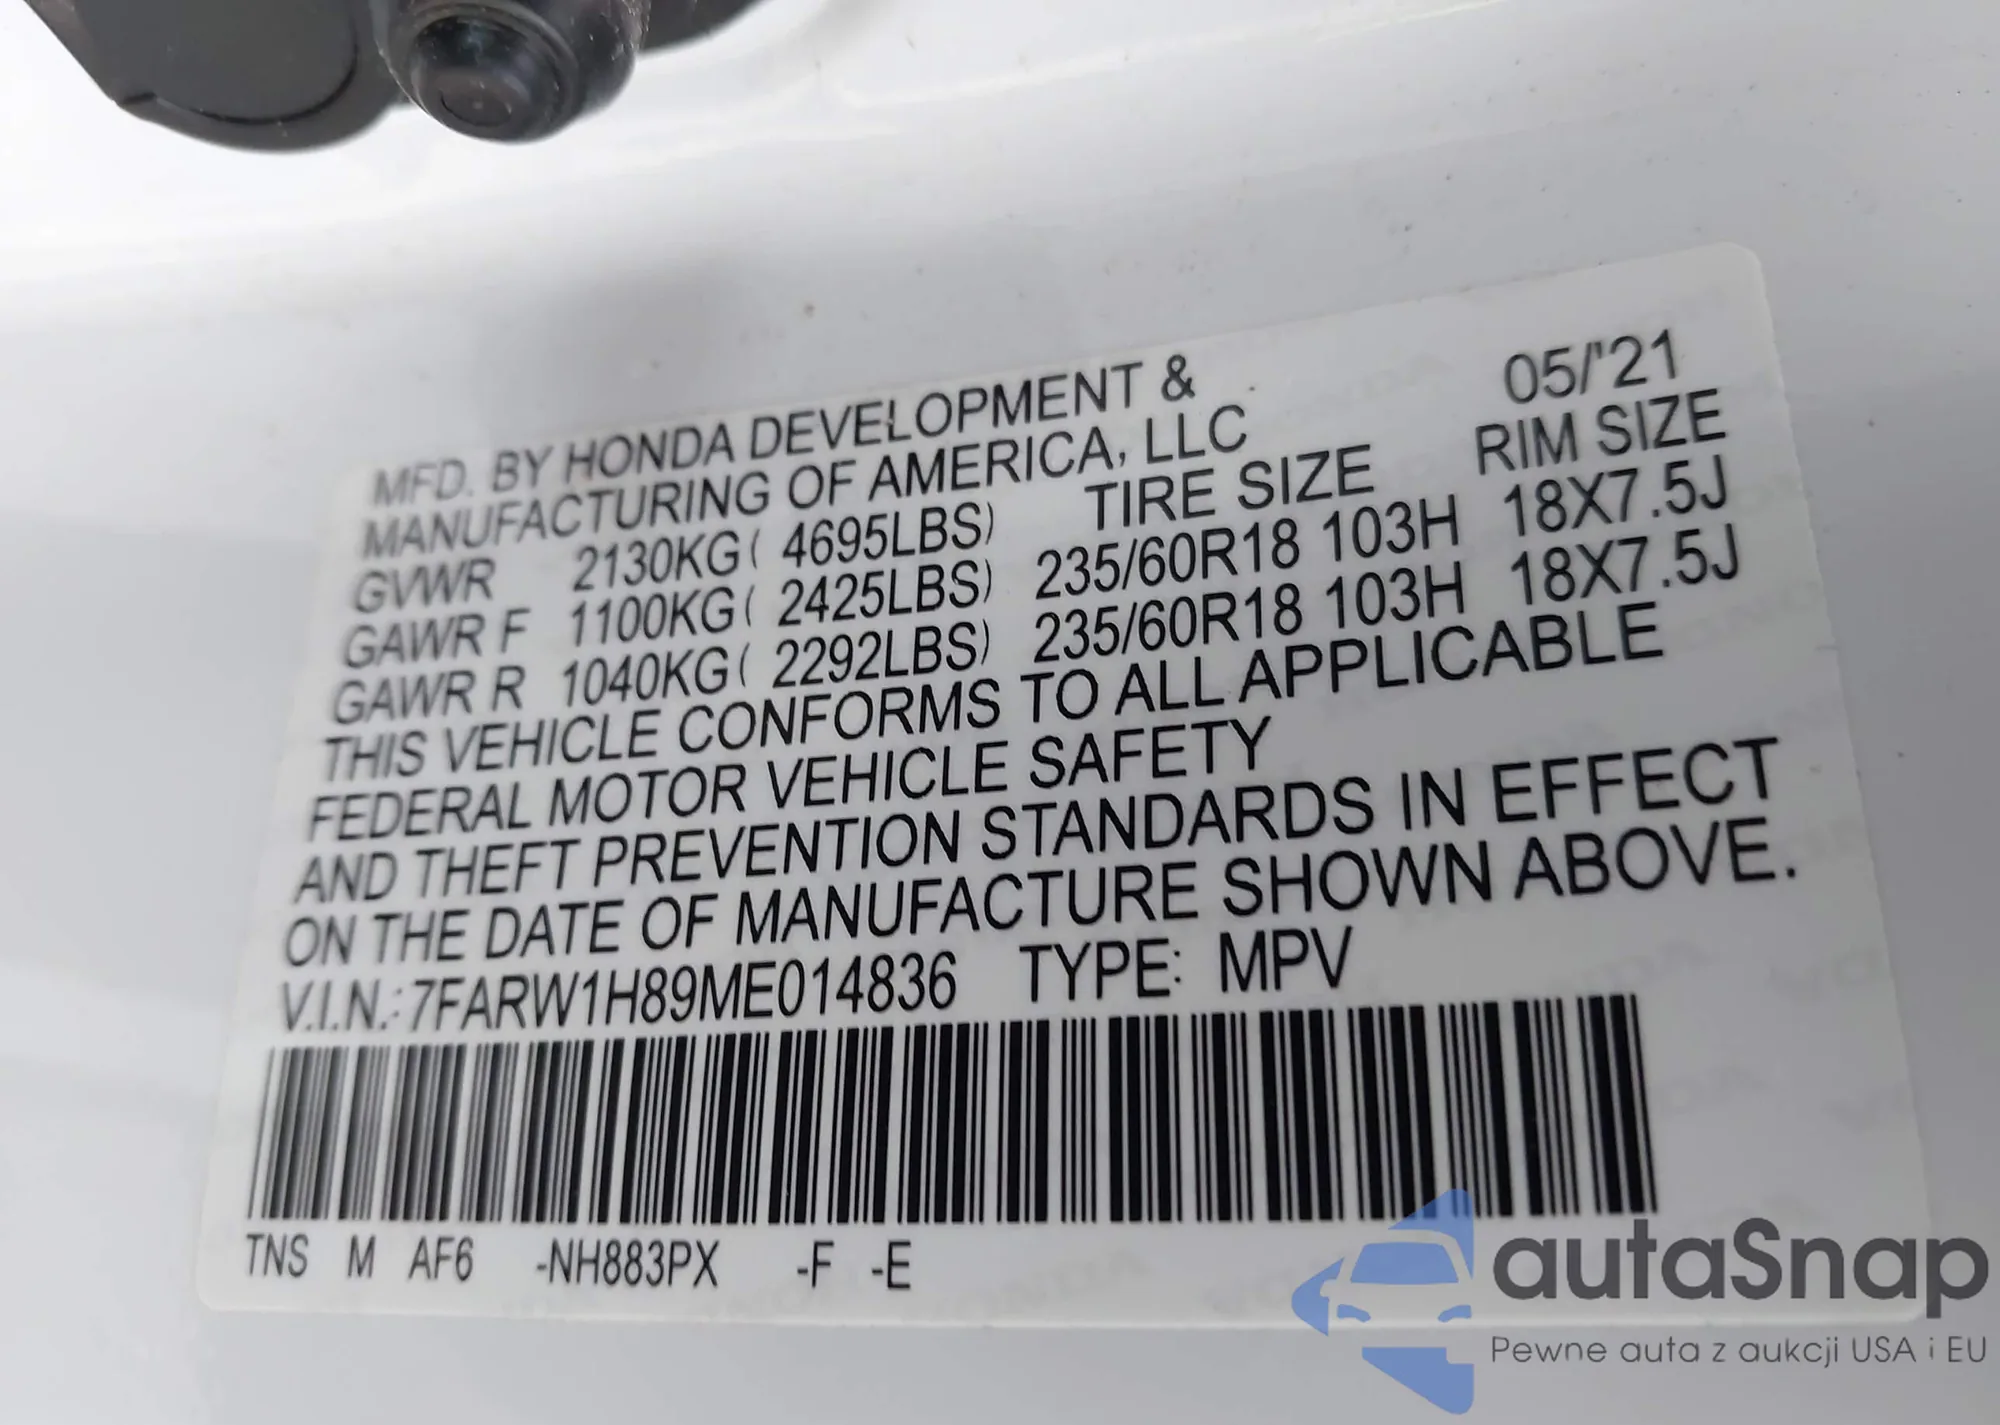 MFD. BY HONDA DEVELOPMENT & 05/'21
MANUFACTURING OF AMERICA, LLC RIM SIZE
GVWR 2130KG( 4695LBS) TIRE SIZE
GAWR F 1100KG( 2425LBS) 235/60R18 103H 18X7.5J
GAWR R 1040KG( 2292LBS) 235/60R18 103H 18X7.5J
THIS VEHICLE CONFORMS TO ALL APPLICABLE
FEDERAL MOTOR VEHICLE SAFETY
AND THEFT PREVENTION STANDARDS IN EFFECT
ON THE DATE OF MANUFACTURE SHOWN ABOVE.
V.I.N.:7FARW1H89ME014836 TYPE: MPV
TNS M AF6 -NH883PX -F -E
autaSnap
Pewne auta z aukcji USA i EU